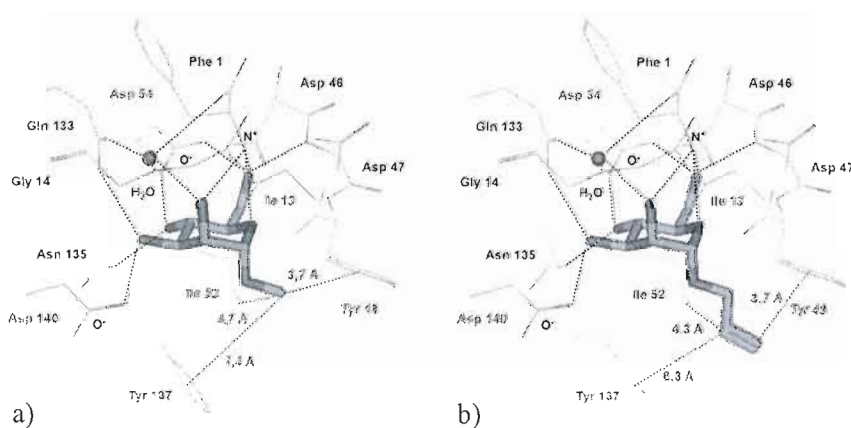 Phe 1
Asp 54
Asp 46
Gln 133
N⁺
O⁻
Asp 47
Gly 14
H₂O
Ile 13
Asn 135
3,7 A
Ile 52
4,7 A
Tyr 48
Asp 140
O⁻
Tyr 137
a)
Phe 1
Asp 54
Asp 46
Gln 133
N⁺
O⁻
Asp 47
Gly 14
H₂O
Ile 13
Asn 135
3.7 A
Ile 52
Tyr 48
4.3 A
Asp 140
O⁻
6.3 A
Tyr 137
b)